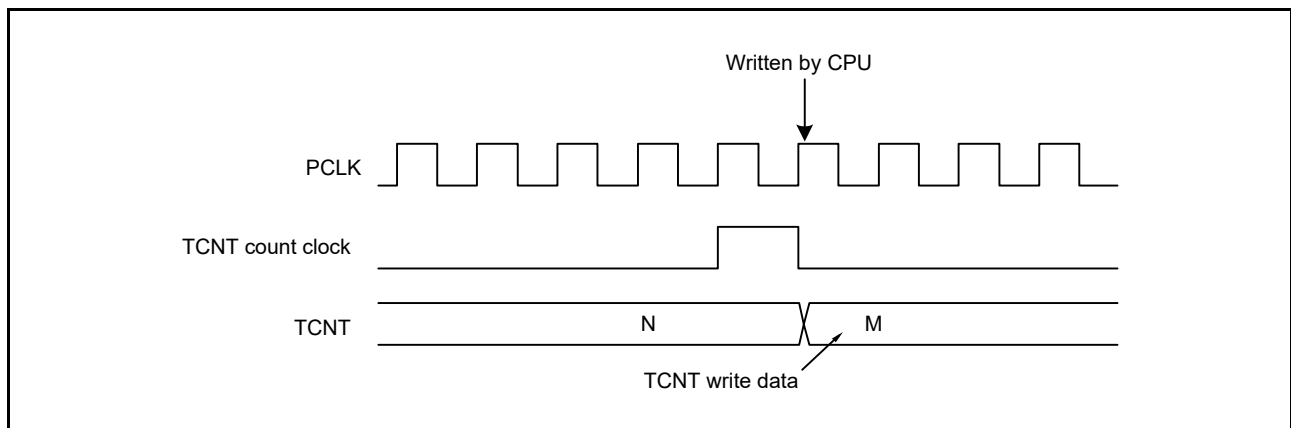 Written by CPU
PCLK
TCNT count clock
TCNT
N
M
TCNT write data